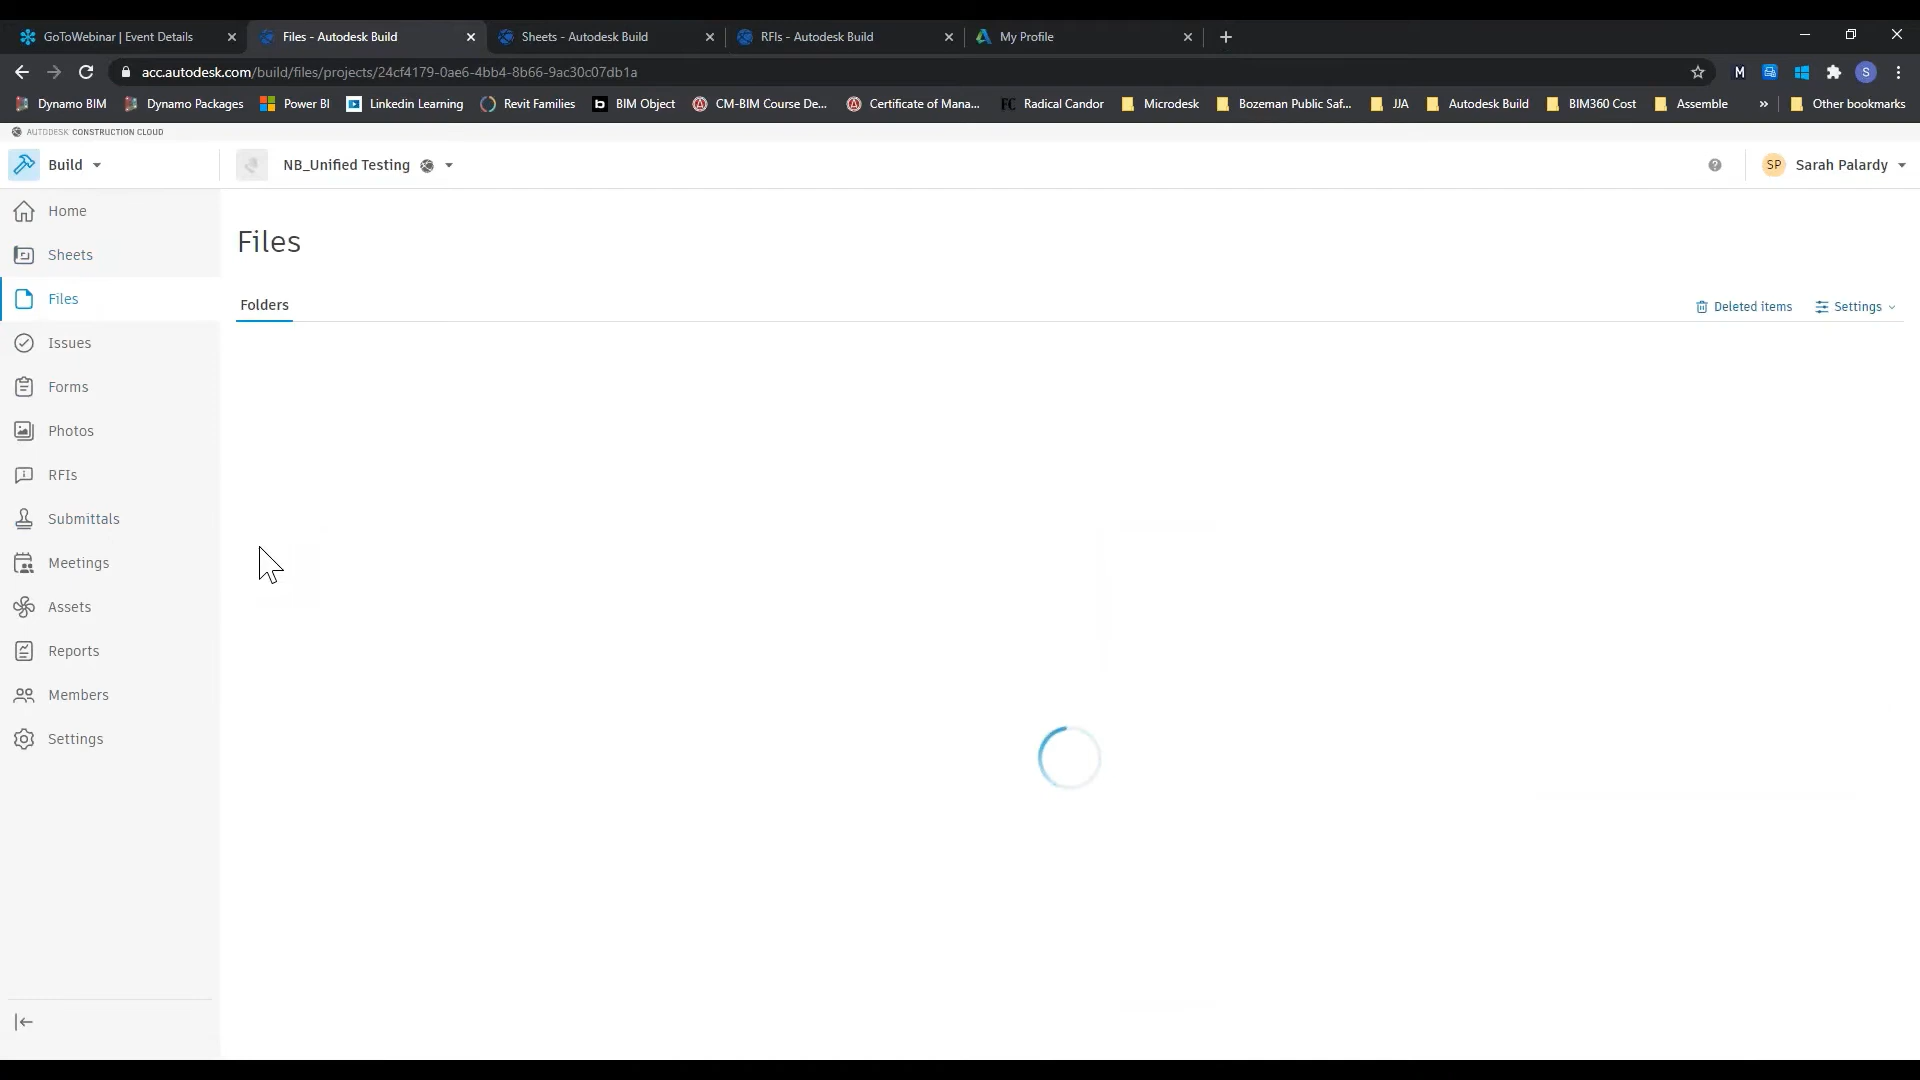 GoToWebinar | Event Details
Files - Autodesk Build
Sheets - Autodesk Build
RFIs - Autodesk Build
My Profile
acc.autodesk.com/build/files/projects/24cf4179-0ae6-4bb4-8b66-9ac30c07db1a
M
S
Dynamo BIM
Dynamo Packages
Power BI
Linkedin Learning
Revit Families
b BIM Object
CM-BIM Course De...
Certificate of Mana...
FC Radical Candor
Microdesk
Bozeman Public Saf...
JJA
Autodesk Build
BIM360 Cost
Assemble
»
Other bookmarks
AUTODESK CONSTRUCTION CLOUD
Build
NB_Unified Testing
SP Sarah Palardy
Home
Sheets
Files
Issues
Forms
Photos
RFIs
Submittals
Meetings
Assets
Reports
Members
Settings
Files
Folders
Deleted items
Settings